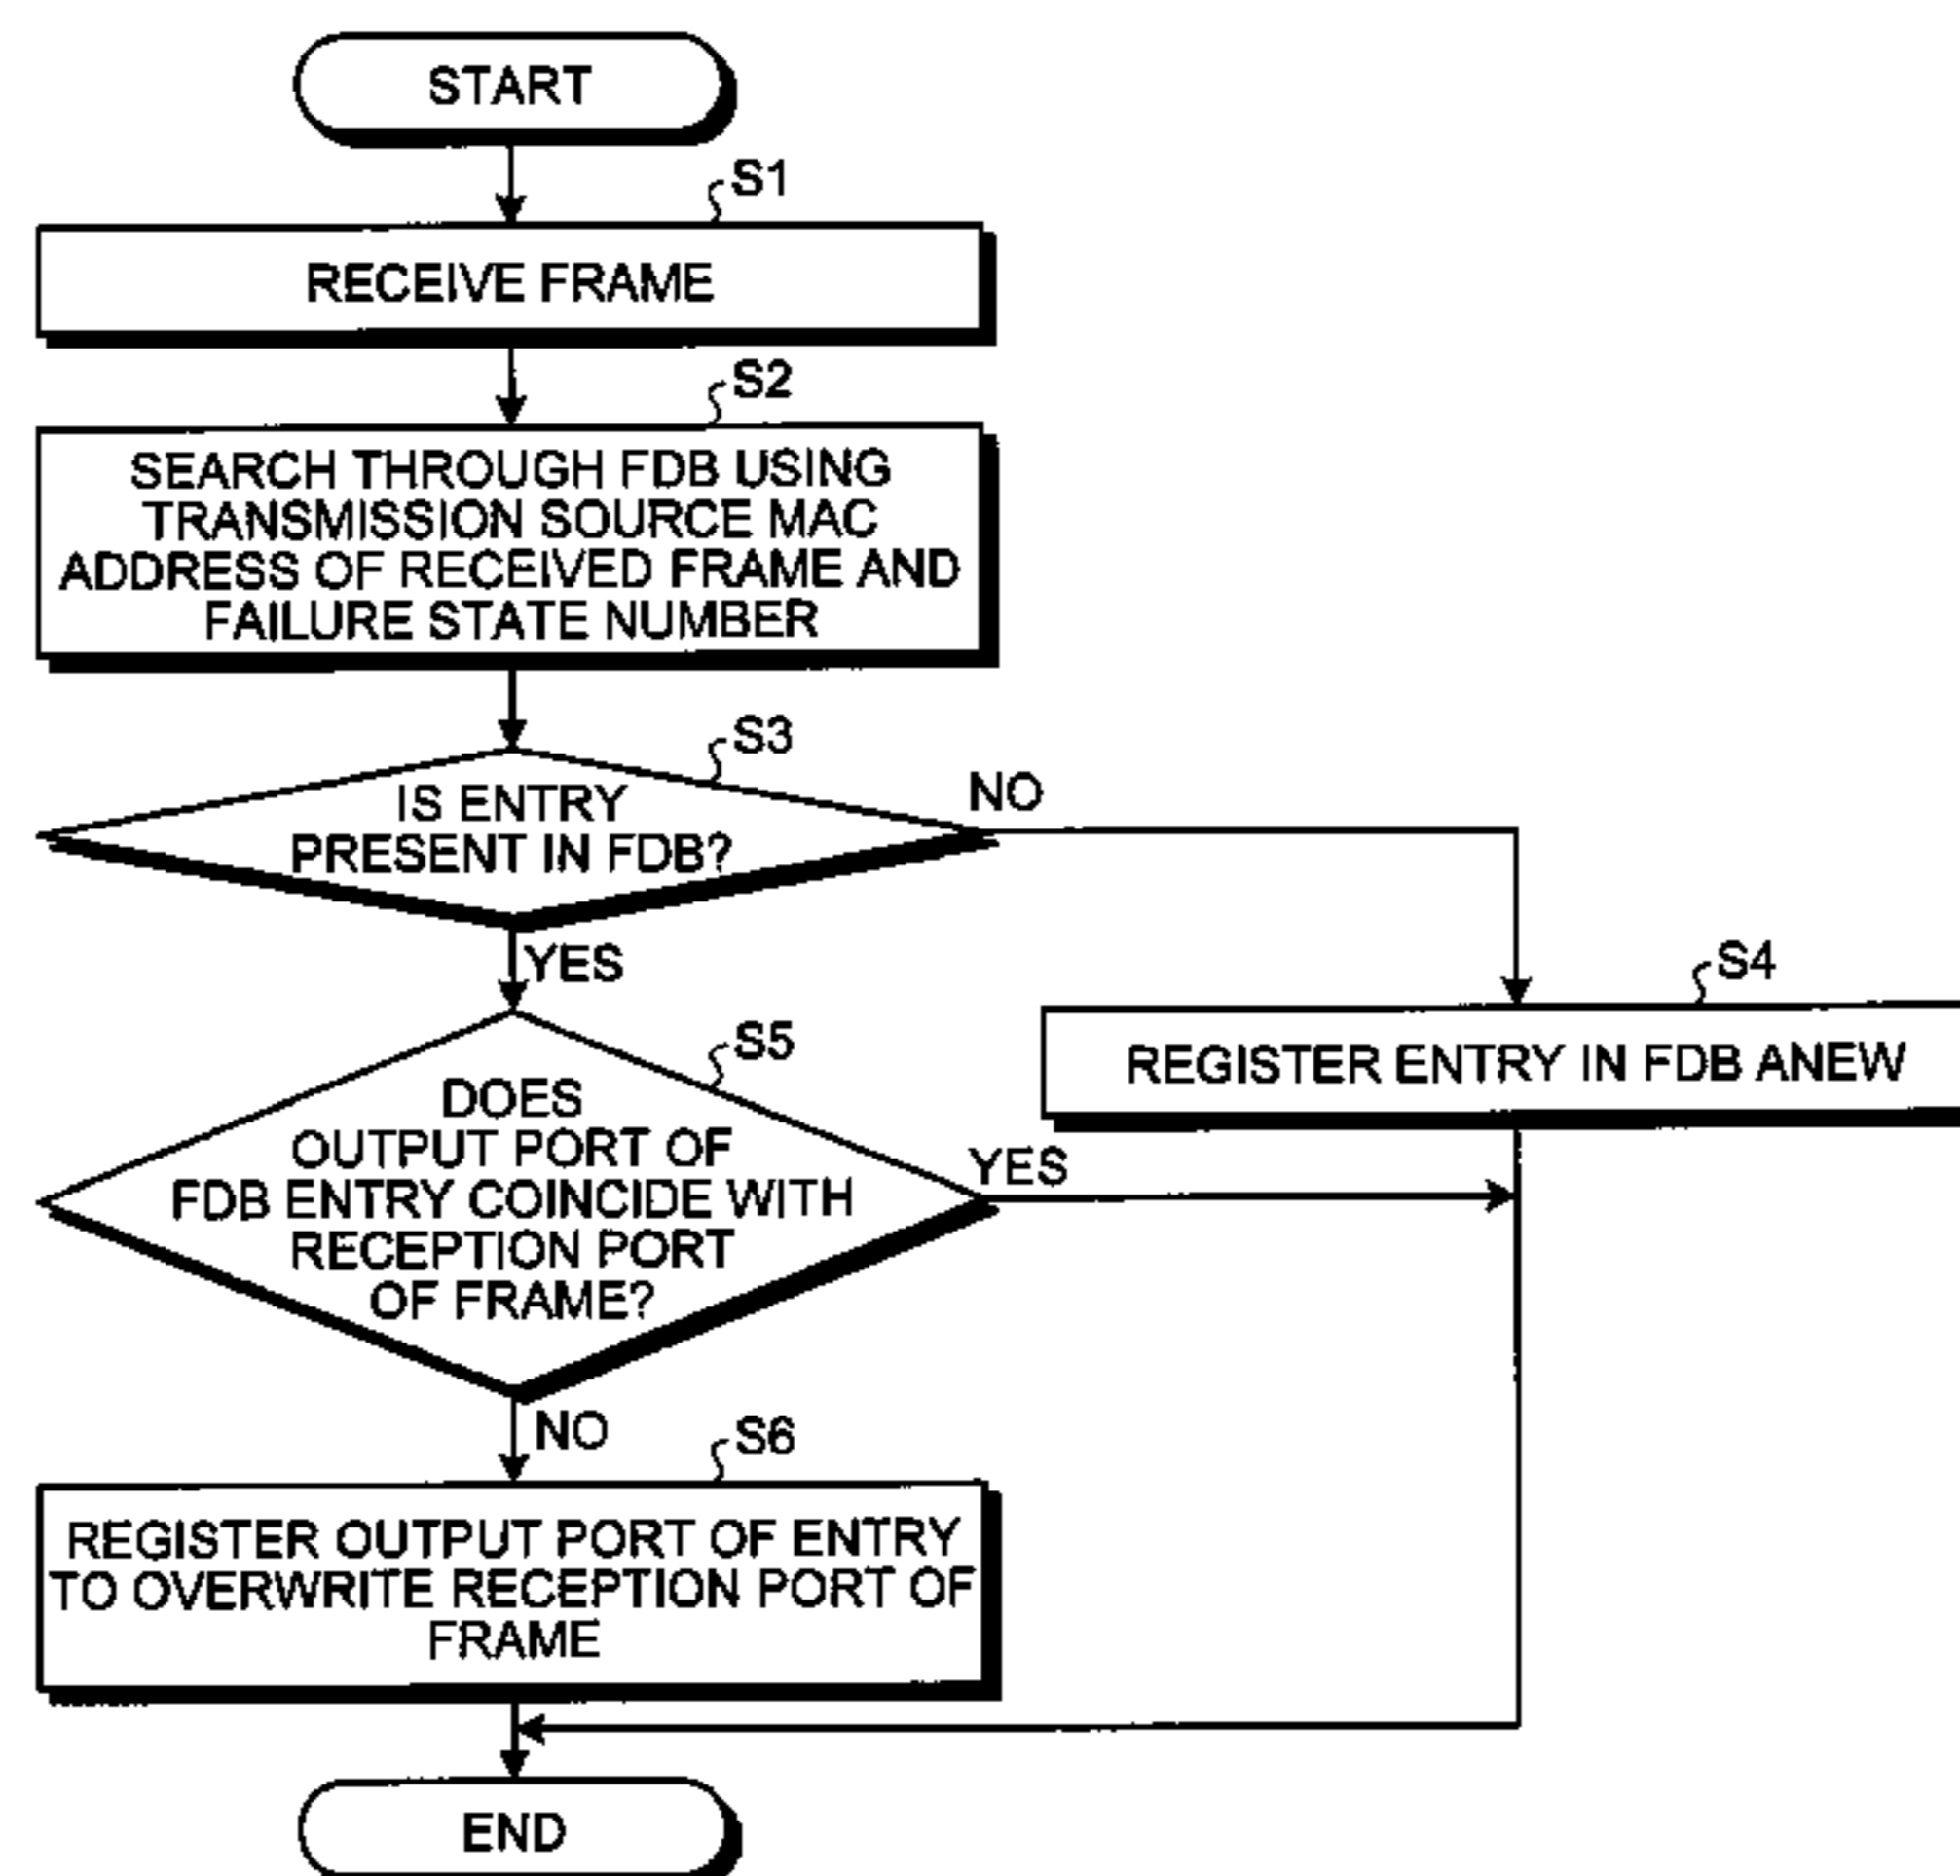 START
S1
RECEIVE FRAME
S2
SEARCH THROUGH FDB USING
TRANSMISSION SOURCE MAC
ADDRESS OF RECEIVED FRAME AND
FAILURE STATE NUMBER
S3
IS ENTRY
PRESENT IN FDB?
NO
YES
S4
REGISTER ENTRY IN FDB ANEW
S5
DOES
OUTPUT PORT OF
FDB ENTRY COINCIDE WITH
RECEPTION PORT
OF FRAME?
YES
NO
S6
REGISTER OUTPUT PORT OF ENTRY
TO OVERWRITE RECEPTION PORT OF
FRAME
END